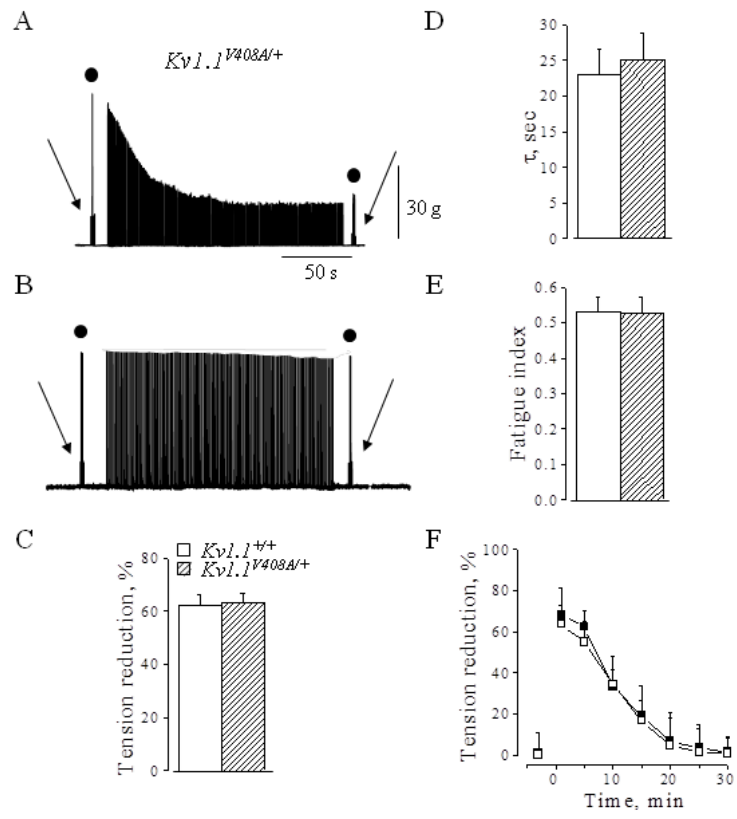 A
Kv1.1V408A/+
30 g
50 s
B
C
Kv1.1+/+
Kv1.1V408A/+
Tension reduction, %
80
60
40
20
0
D
τ, sec
30
25
20
15
10
5
0
E
Fatigue index
0.6
0.5
0.4
0.3
0.2
0.1
0.0
F
Tension reduction, %
100
80
60
40
20
0
0
10
20
30
Time, min